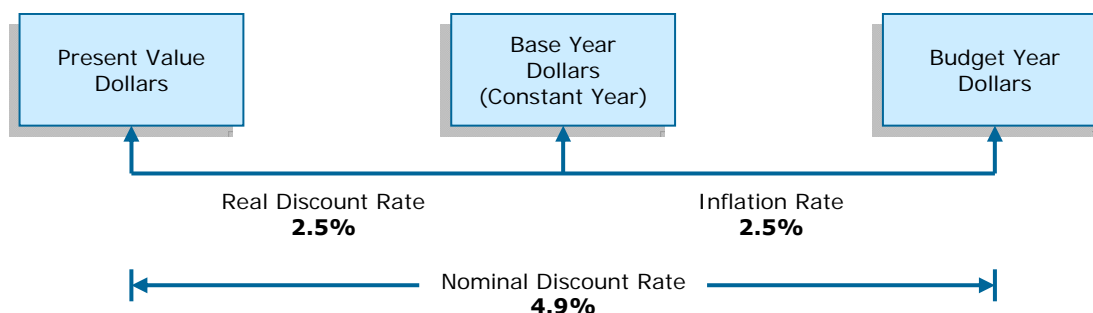 Present Value
Dollars
Base Year
Dollars
(Constant Year)
Budget Year
Dollars
Real Discount Rate
2.5%
Inflation Rate
2.5%
Nominal Discount Rate
4.9%